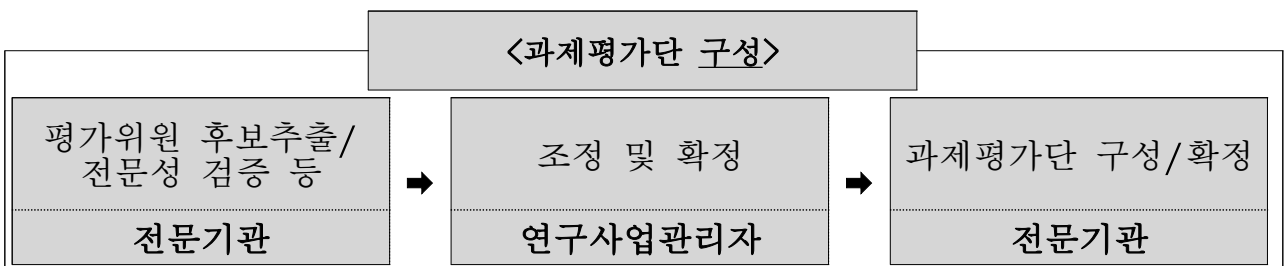 <과제평가단 구성>
평가위원 후보추출/
전문성 검증 등
전문기관
➡
조정 및 확정
연구사업관리자
➡
과제평가단 구성/확정
전문기관